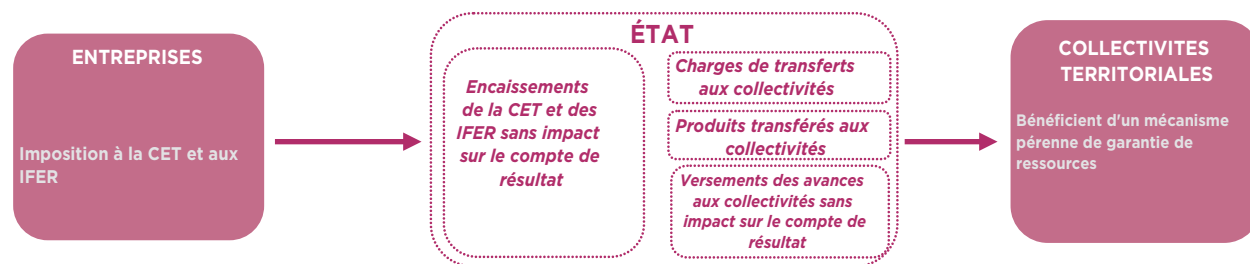 ENTREPRISES
Imposition à la CET et aux
IFER
ÉTAT
Encaissements
de la CET et des
IFER sans impact
sur le compte de
résultat
Charges de transferts
aux collectivités
Produits transférés aux
collectivités
Versements des avances
aux collectivités sans
impact sur le compte de
résultat
COLLECTIVITES
TERRITORIALES
Bénéficient d'un mécanisme
pérenne de garantie de
ressources